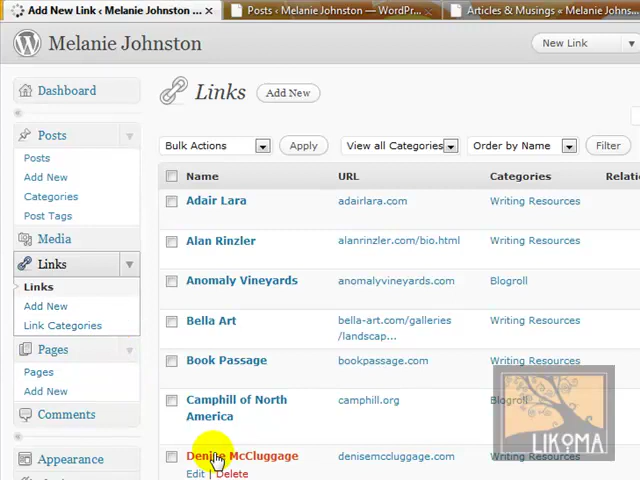 Add New Link ‹ Melanie Johnston ... ×
Posts ‹ Melanie Johnston — WordPr... ×
Articles & Musings « Melanie Johns...
Melanie Johnston
New Link
Dashboard
Links
Add New
Posts
Bulk Actions
Apply
View all Categories
Order by Name
Filter
Posts
Add New
Name
URL
Categories
Relati
Categories
Adair Lara
adairlara.com
Writing Resources
Post Tags
Media
Alan Rinzler
alanrinzler.com/bio.html
Writing Resources
Links
Links
Anomaly Vineyards
anomalyvineyards.com
Blogroll
Add New
Link Categories
Bella Art
bella-art.com/galleries
/landscap...
Writing Resources
Pages
Pages
Book Passage
bookpassage.com
Writing Resources
Add New
Comments
Camphill of North
America
camphill.org
Blogroll
LIKOMA
Appearance
Denise McCluggage
denisemccluggage.com
Writing Resources
Edit | Delete